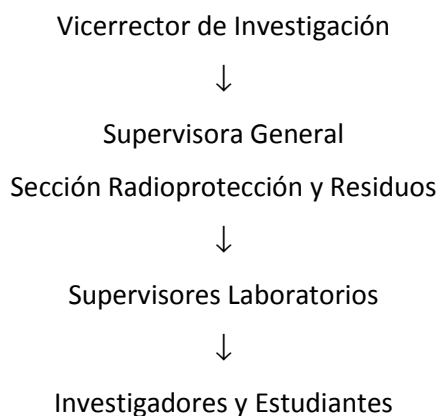 Vicerrector de Investigación
↓
Supervisora General
Sección Radioprotección y Residuos
↓
Supervisores Laboratorios
↓
Investigadores y Estudiantes